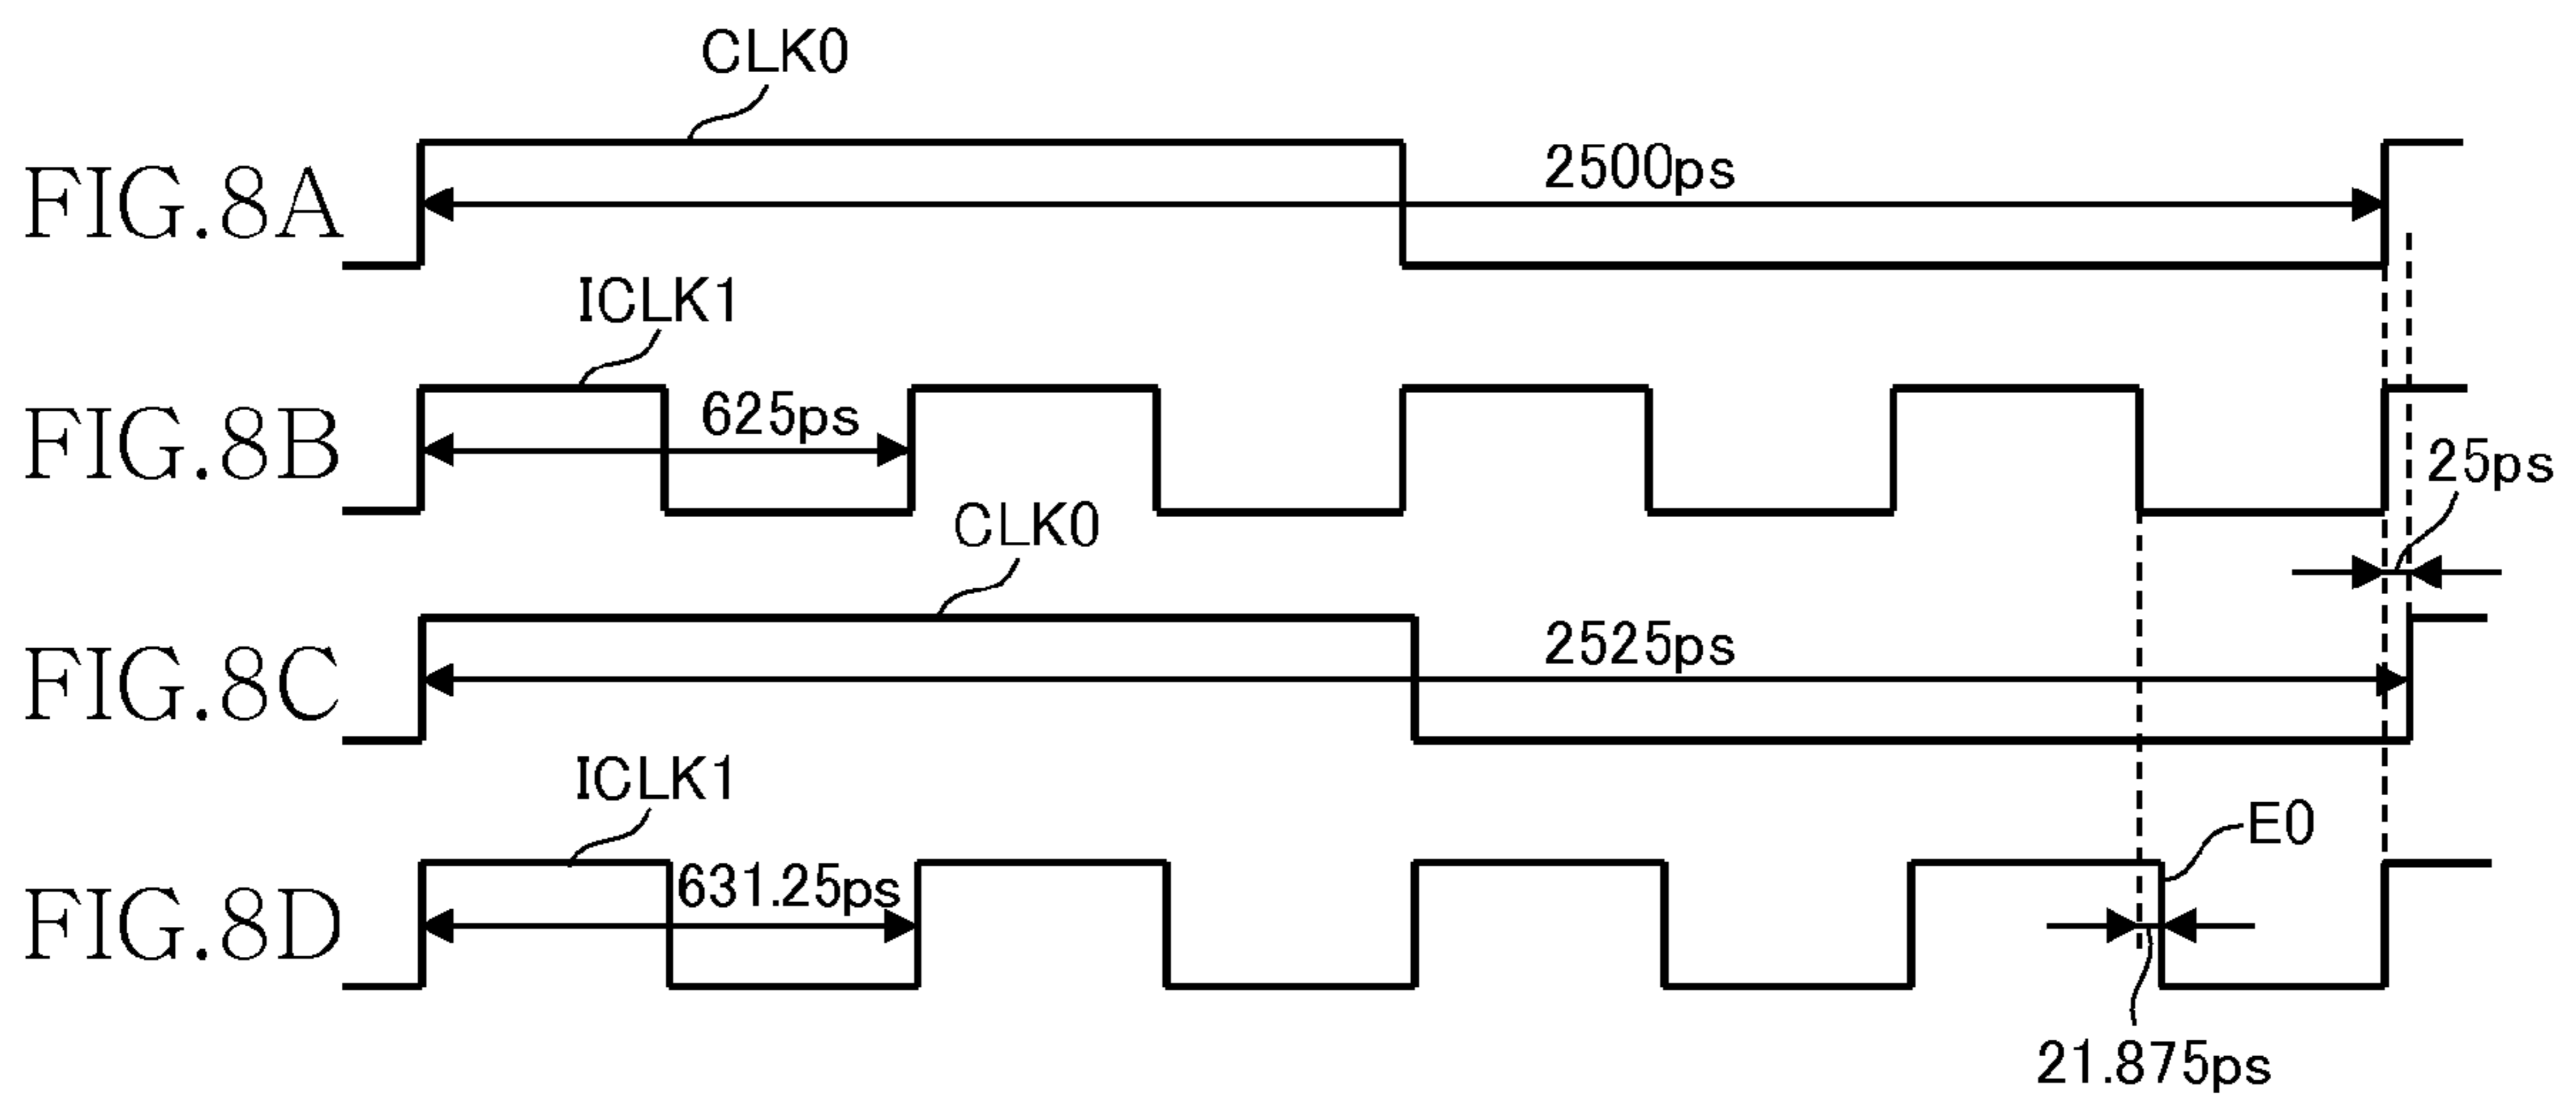 CLK0
FIG.8A
2500ps
ICLK1
FIG.8B
625ps
25ps
CLK0
FIG.8C
2525ps
ICLK1
E0
FIG.8D
631.25ps
21.875ps